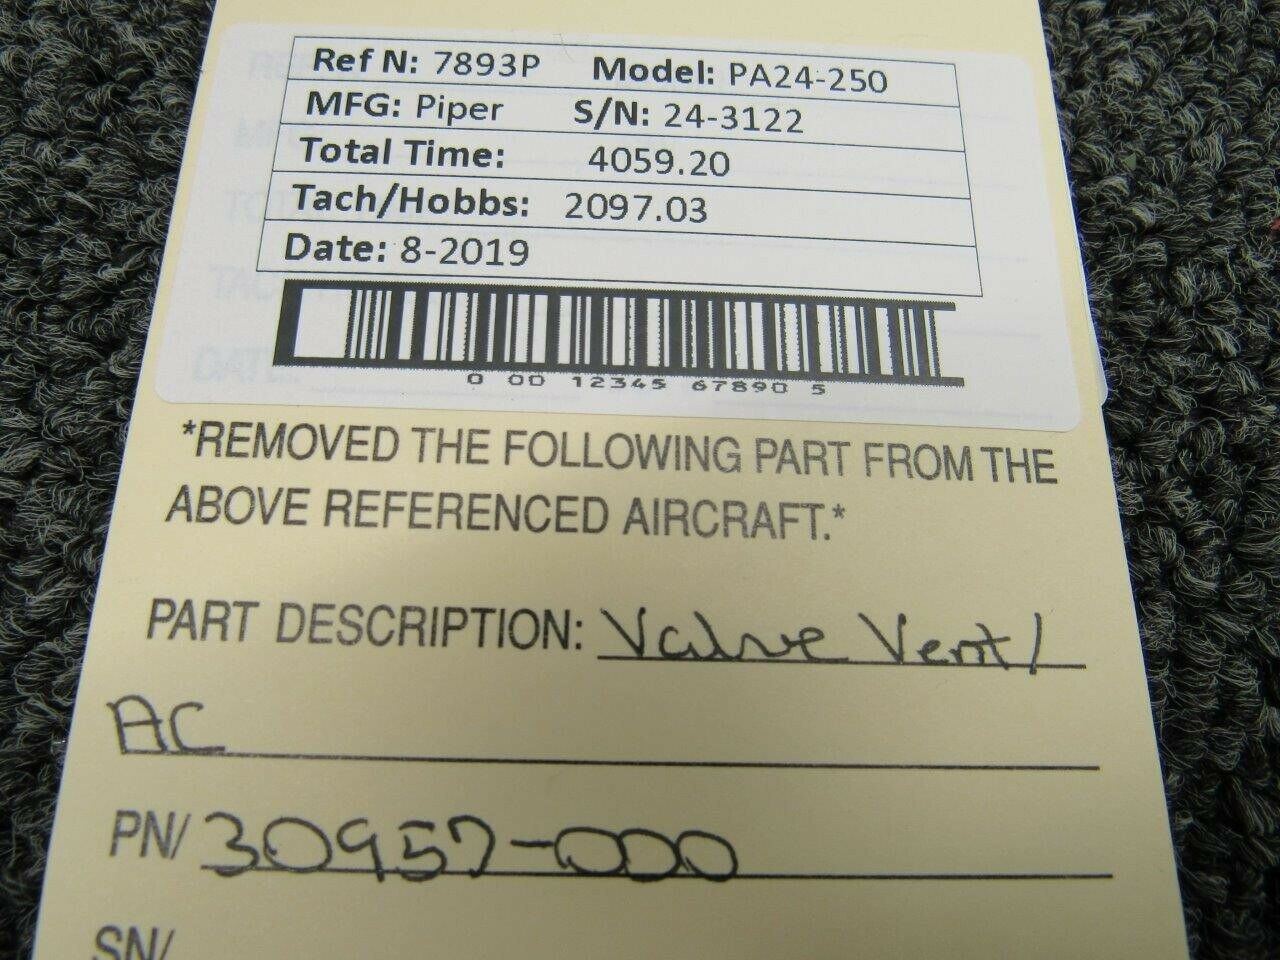 Ref N: 7893P Model: PA24-250
MFG: Piper S/N: 24-3122
Total Time: 4059.20
Tach/Hobbs: 2097.03
Date: 8-2019
0 00 12345 67890 5
*REMOVED THE FOLLOWING PART FROM THE
ABOVE REFERENCED AIRCRAFT.*
PART DESCRIPTION: Valve Vent/
AC
PN/ 30957-000
SN/